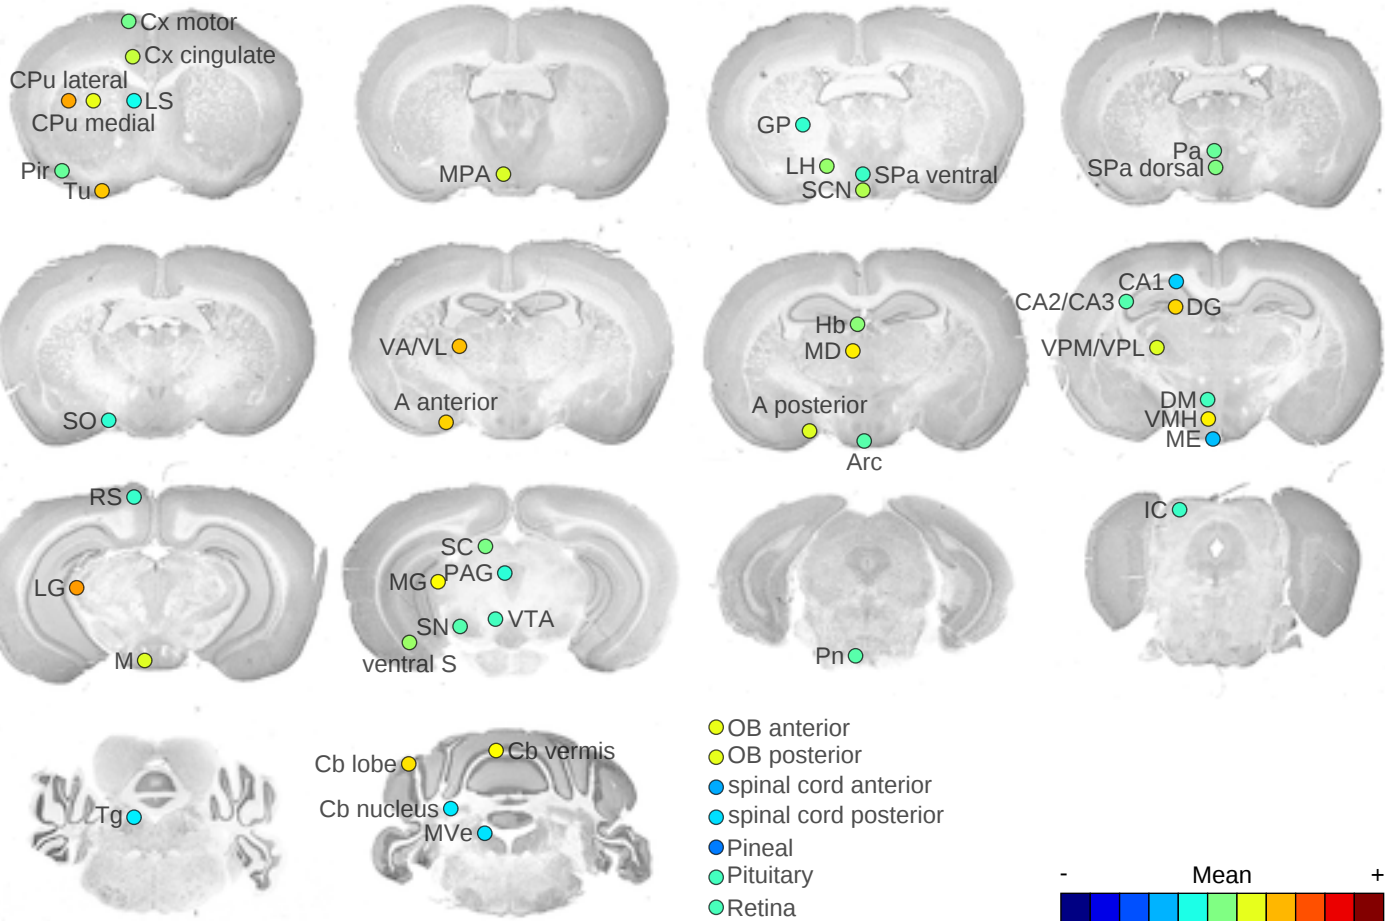 Cx motor
Cx cingulate
CPu lateral
LS
CPu medial
Pir
Tu
MPA
GP
LH
SPa ventral
SCN
Pa
SPa dorsal
SO
VA/VL
A anterior
Hb
MD
A posterior
Arc
CA1
CA2/CA3
DG
VPM/VPL
DM
VMH
ME
RS
LG
M
SC
MG
PAG
SN
VTA
ventral S
Pn
IC
Tg
Cb lobe
Cb vermis
Cb nucleus
MVe
OB anterior
OB posterior
spinal cord anterior
spinal cord posterior
Pineal
Pituitary
Retina
- Mean +